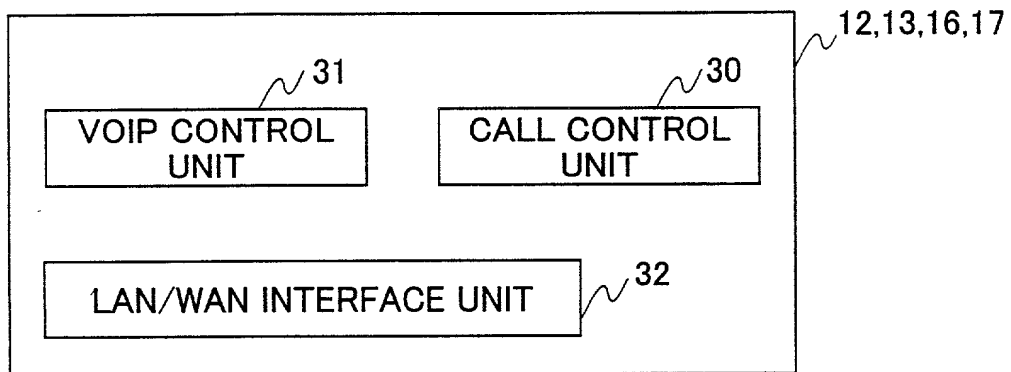 12,13,16,17
31
30
VOIP CONTROL
UNIT
CALL CONTROL
UNIT
32
LAN/WAN INTERFACE UNIT